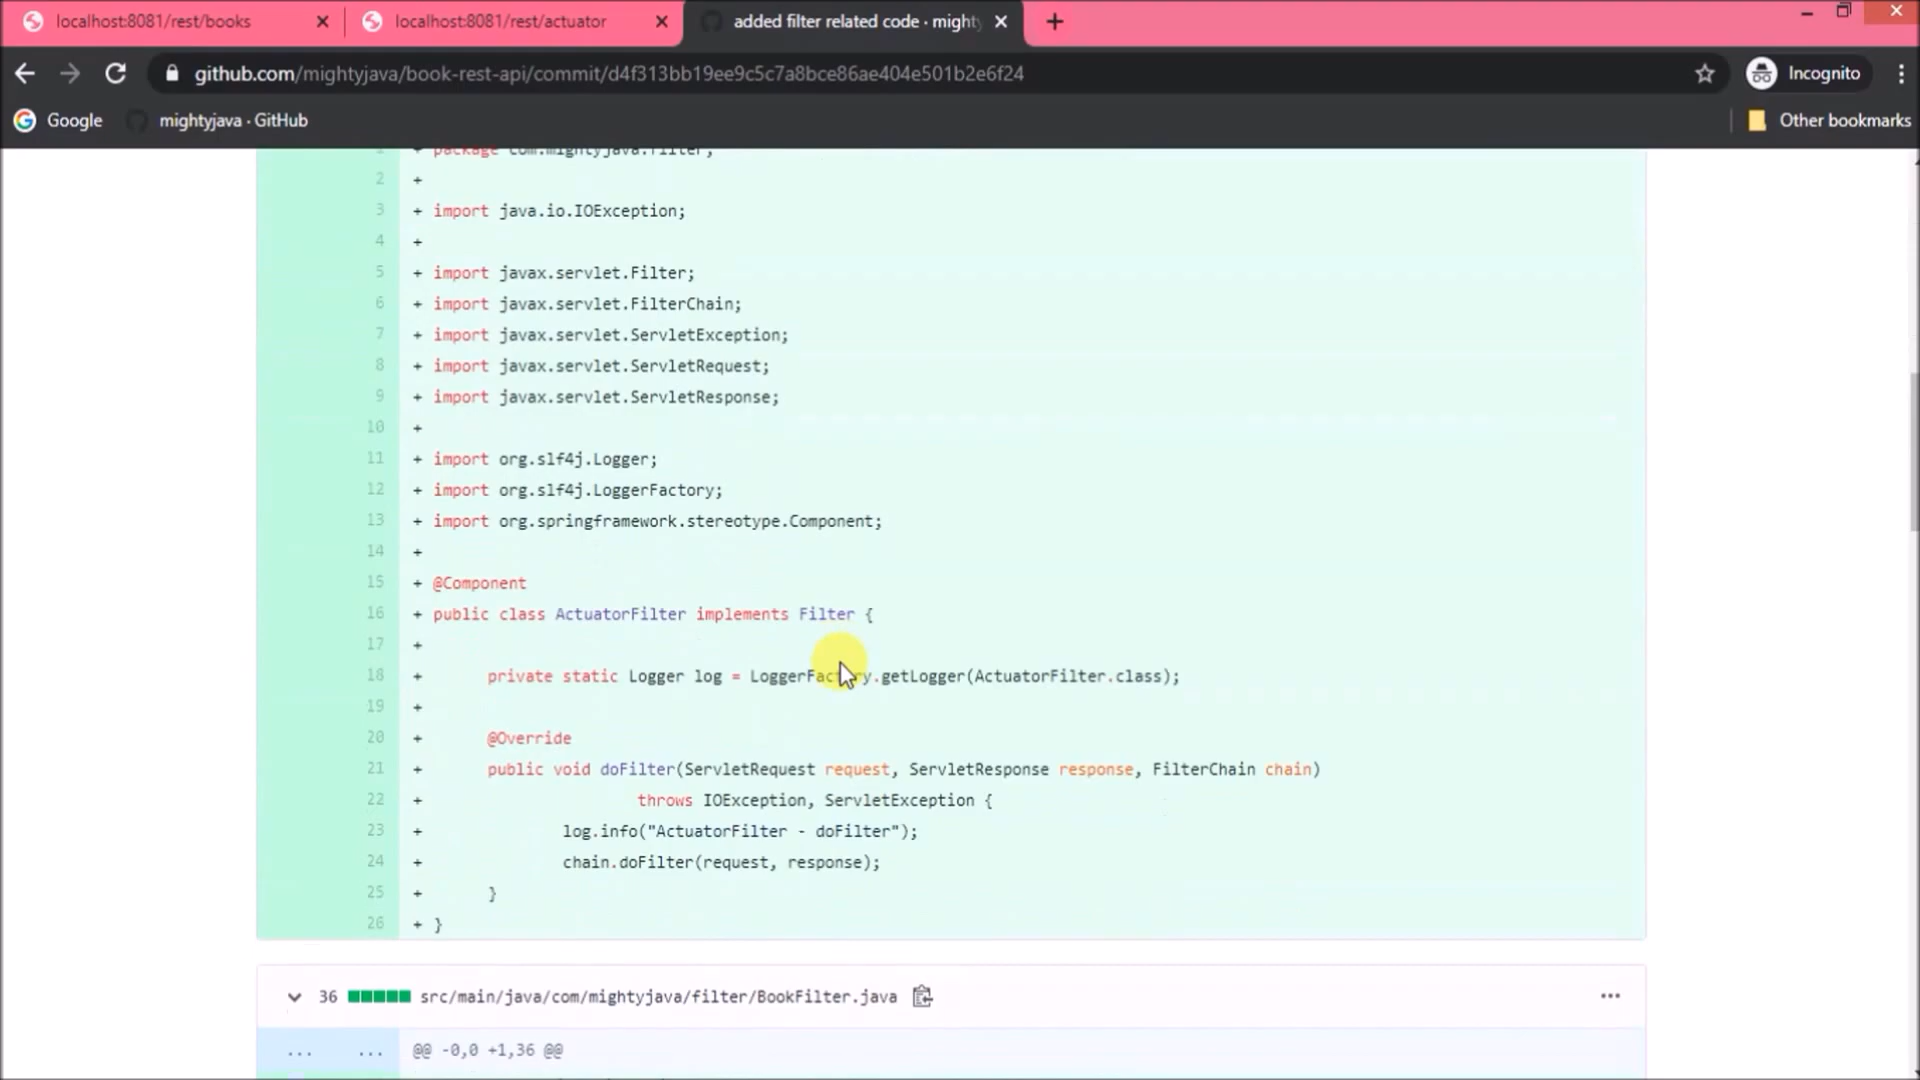 localhost:8081/rest/books
localhost:8081/rest/actuator
added filter related code · might
github.com/mightyjava/book-rest-api/commit/d4f313bb19ee9c5c7a8bce86ae404e501b2e6f24
Incognito
Google
mightyjava · GitHub
Other bookmarks
1 + package com.mightyjava.filter;
2 +
3 + import java.io.IOException;
4 +
5 + import javax.servlet.Filter;
6 + import javax.servlet.FilterChain;
7 + import javax.servlet.ServletException;
8 + import javax.servlet.ServletRequest;
9 + import javax.servlet.ServletResponse;
10 +
11 + import org.slf4j.Logger;
12 + import org.slf4j.LoggerFactory;
13 + import org.springframework.stereotype.Component;
14 +
15 + @Component
16 + public class ActuatorFilter implements Filter {
17 +
18 + private static Logger log = LoggerFactory.getLogger(ActuatorFilter.class);
19 +
20 + @Override
21 + public void doFilter(ServletRequest request, ServletResponse response, FilterChain chain)
22 + throws IOException, ServletException {
23 + log.info("ActuatorFilter - doFilter");
24 + chain.doFilter(request, response);
25 + }
26 + }
36 src/main/java/com/mightyjava/filter/BookFilter.java
... ... @@ -0,0 +1,36 @@